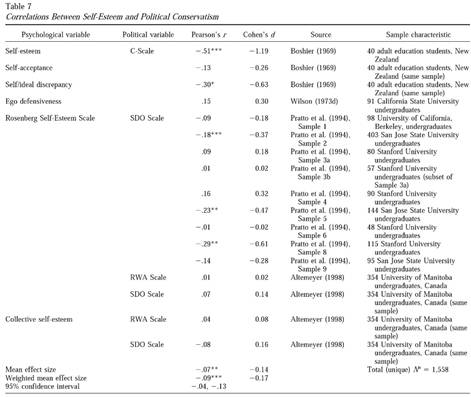 Table 7
Correlations Between Self-Esteem and Political Conservatism
Psychological variable Political variable Pearson's r Cohen's d Source Sample characteristic
Self-esteem C-Scale −.51*** −1.19 Boshier (1969) 40 adult education students, New
Zealand
Self-acceptance −.13 −0.26 Boshier (1969) 40 adult education students, New
Zealand (same sample)
Self/ideal discrepancy −.30* −0.63 Boshier (1969) 40 adult education students, New
Zealand (same sample)
Ego defensiveness .15 0.30 Wilson (1973d) 91 California State University
undergraduates
Rosenberg Self-Esteem Scale SDO Scale −.09 −0.18 Pratto et al. (1994), 98 University of California,
Sample 1 Berkeley, undergraduates
−.18*** −0.37 Pratto et al. (1994), 403 San Jose State University
Sample 2 undergraduates
.09 0.18 Pratto et al. (1994), 80 Stanford University
Sample 3a undergraduates
.01 0.02 Pratto et al. (1994), 57 Stanford University
Sample 3b undergraduates (subset of
Sample 3a)
.16 0.32 Pratto et al. (1994), 90 Stanford University
Sample 4 undergraduates
−.23** −0.47 Pratto et al. (1994), 144 San Jose State University
Sample 5 undergraduates
−.01 −0.02 Pratto et al. (1994), 48 Stanford University
Sample 6 undergraduates
−.29** −0.61 Pratto et al. (1994), 115 Stanford University
Sample 8 undergraduates
−.14 −0.28 Pratto et al. (1994), 95 San Jose State University
Sample 9 undergraduates
RWA Scale .01 0.02 Altemeyer (1998) 354 University of Manitoba
undergraduates, Canada
SDO Scale .07 0.14 Altemeyer (1998) 354 University of Manitoba
undergraduates, Canada (same
sample)
Collective self-esteem RWA Scale .04 0.08 Altemeyer (1998) 354 University of Manitoba
undergraduates, Canada (same
sample)
SDO Scale −.08 0.16 Altemeyer (1998) 354 University of Manitoba
undergraduates, Canada (same
sample)
Mean effect size −.07** −0.14 Total (unique) Nᵃ = 1,558
Weighted mean effect size −.09*** −0.17
95% confidence interval −.04, −.13